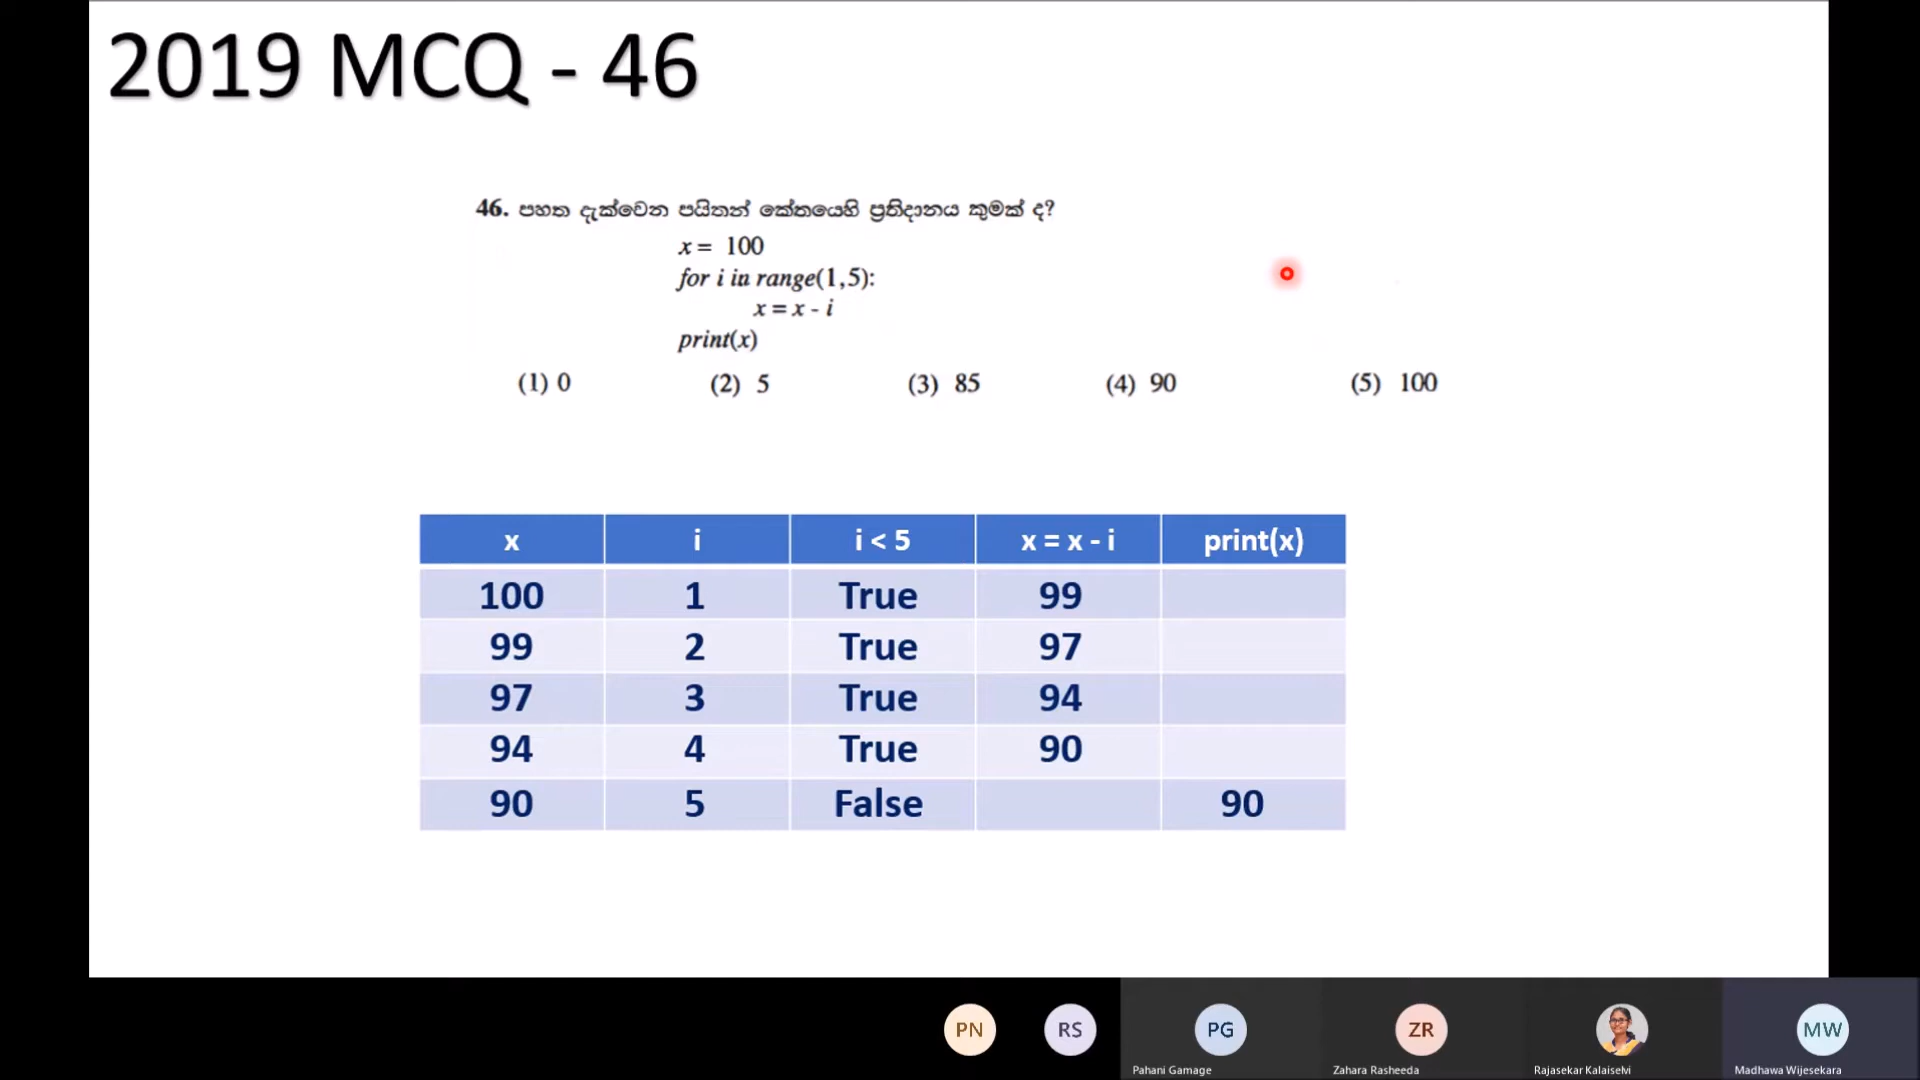 2019 MCQ - 46
46. පහත දැක්වෙන පයිතන් කේතයෙහි ප්‍රතිදානය කුමක් ද?
x = 100
for i in range(1,5):
x = x - i
print(x)
(1) 0 (2) 5 (3) 85 (4) 90 (5) 100
x i i < 5 x = x - i print(x)
100 1 True 99
99 2 True 97
97 3 True 94
94 4 True 90
90 5 False 90
PN RS PG ZR MW
Pahani Gamage Zahara Rasheeda Rajasekar Kalaiselvi Madhawa Wijesekara